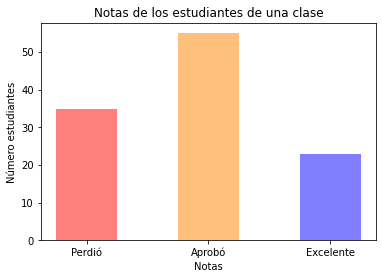 Notas de los estudiantes de una clase
Número estudiantes
50
40
30
20
10
0
Perdió Aprobó Excelente
Notas